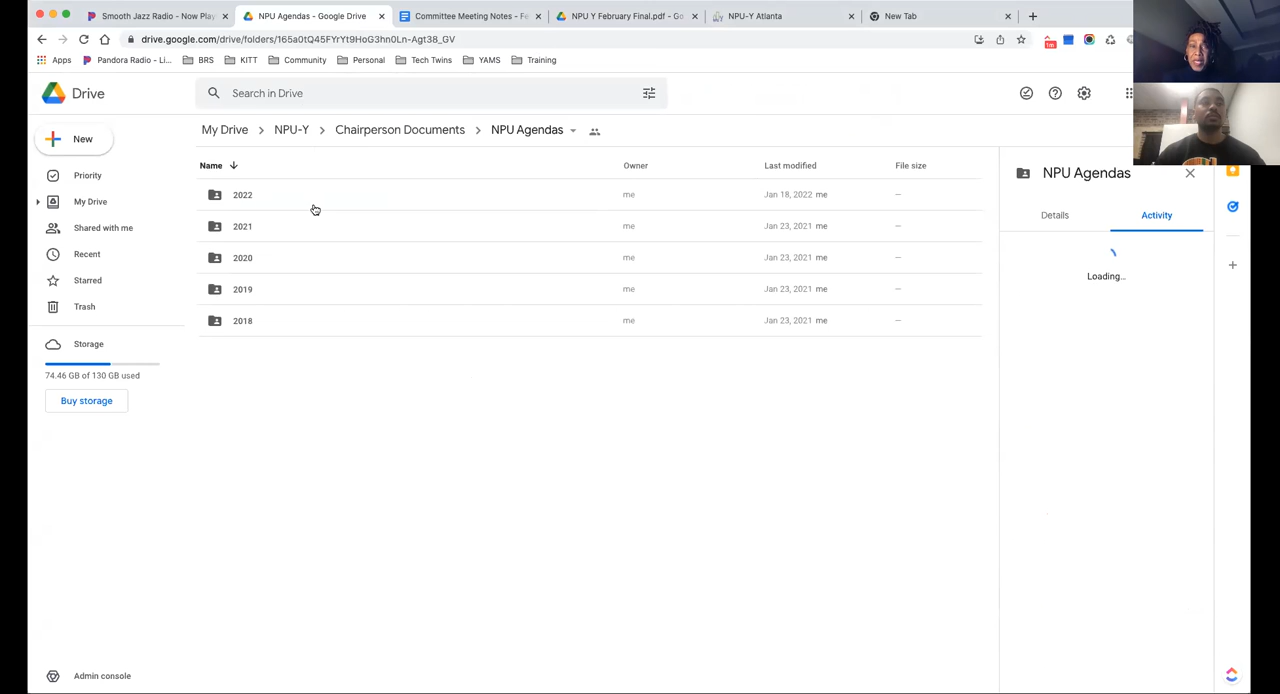 Smooth Jazz Radio - Now Play
NPU Agendas - Google Drive
Committee Meeting Notes - Fe
NPU Y February Final.pdf - Go
NPU-Y Atlanta
New Tab
drive.google.com/drive/folders/165a0tQ45FYrYt9HoG3hn0Ln-Agt38_GV
1m
Apps
Pandora Radio - Li...
BRS
KITT
Community
Personal
Tech Twins
YAMS
Training
Drive
Search in Drive
New
My Drive > NPU-Y > Chairperson Documents > NPU Agendas
Priority
My Drive
Shared with me
Recent
Starred
Trash
Storage
74.46 GB of 130 GB used
Buy storage
Admin console
Name Owner Last modified File size
2022 me Jan 18, 2022 me —
2021 me Jan 23, 2021 me —
2020 me Jan 23, 2021 me —
2019 me Jan 23, 2021 me —
2018 me Jan 23, 2021 me —
NPU Agendas
Details Activity
Loading...